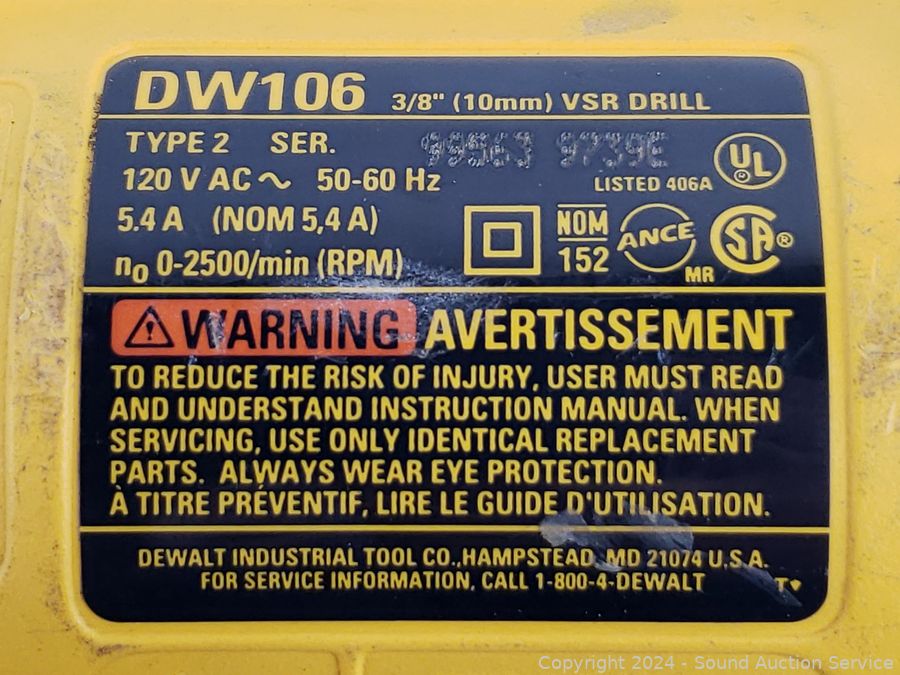 DW106 3/8" (10mm) VSR DRILL
TYPE 2 SER.
120 V AC ~ 50-60 Hz
LISTED 406A
UL ®
5.4 A (NOM 5,4 A)
NOM
152
ANCE
MR
SA ®
n0 0-2500/min (RPM)
WARNING AVERTISSEMENT
TO REDUCE THE RISK OF INJURY, USER MUST READ
AND UNDERSTAND INSTRUCTION MANUAL. WHEN
SERVICING, USE ONLY IDENTICAL REPLACEMENT
PARTS. ALWAYS WEAR EYE PROTECTION.
À TITRE PRÉVENTIF, LIRE LE GUIDE D'UTILISATION.
DEWALT INDUSTRIAL TOOL CO.,HAMPSTEAD, MD 21074 U.S.A.
FOR SERVICE INFORMATION, CALL 1-800-4-DEWALT
Copyright 2024 - Sound Auction Service